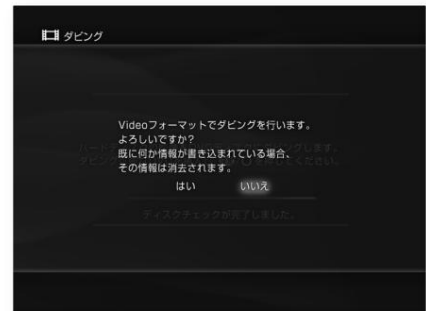 ダビング
Videoフォーマットでダビングを行います。
よろしいですか?
既に何か情報が書き込まれている場合、
その情報は消去されます。
はい いいえ
ディスクチェックが完了しました。